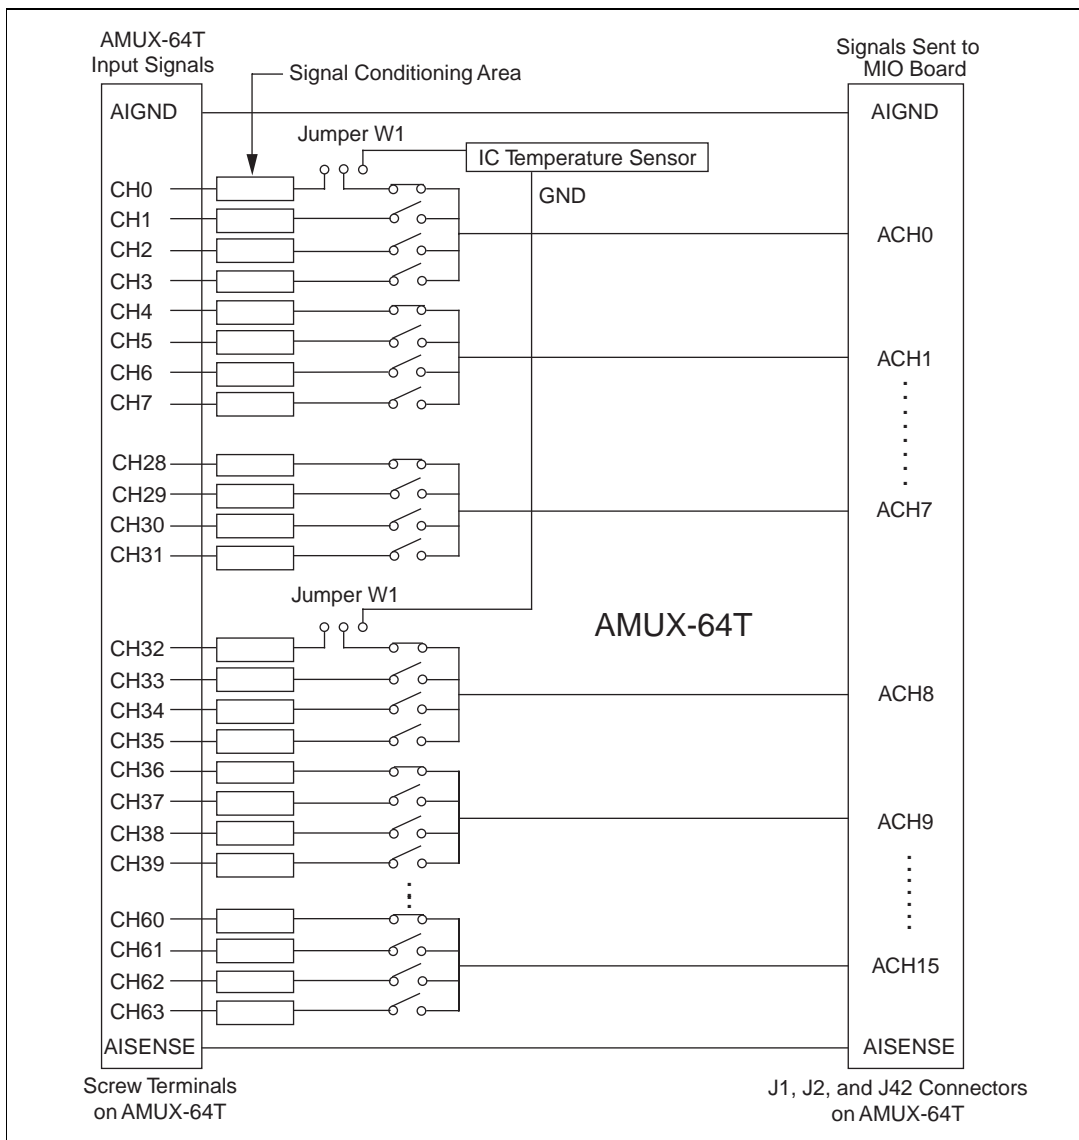 AMUX-64T
Input Signals
Signals Sent to
MIO Board
Signal Conditioning Area
AIGND
AIGND
Jumper W1
IC Temperature Sensor
GND
CH0
CH1
CH2
CH3
ACH0
CH4
CH5
CH6
CH7
ACH1
CH28
CH29
CH30
CH31
ACH7
Jumper W1
AMUX-64T
CH32
CH33
CH34
CH35
ACH8
CH36
CH37
CH38
CH39
ACH9
CH60
CH61
CH62
CH63
ACH15
AISENSE
AISENSE
Screw Terminals
on AMUX-64T
J1, J2, and J42 Connectors
on AMUX-64T